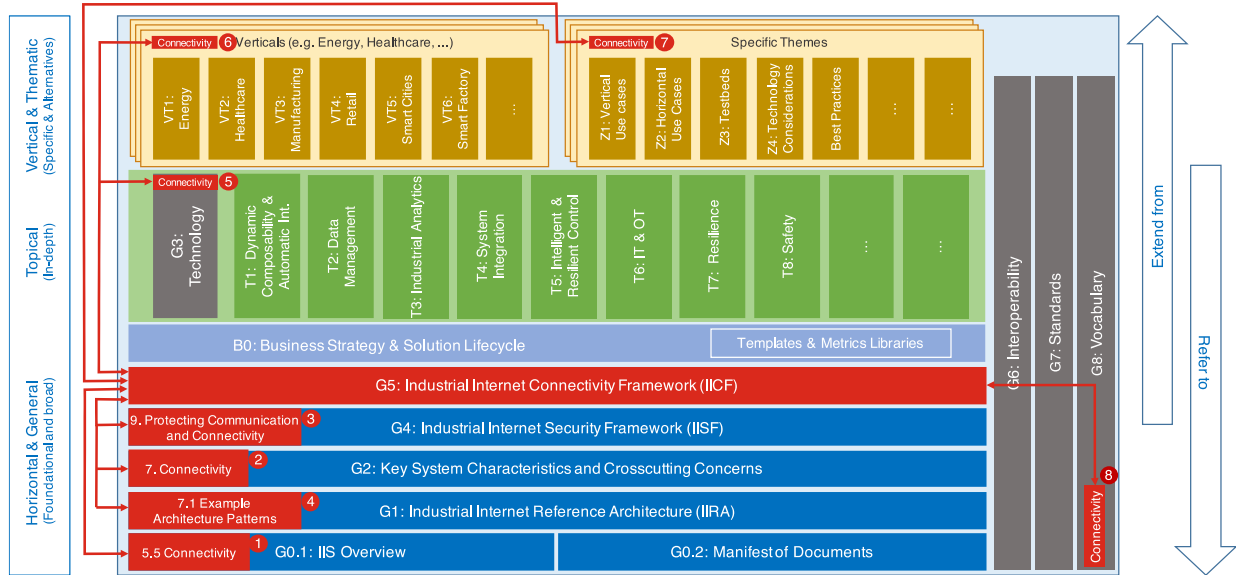 Vertical & Thematic
(Specific & Alternatives)
Topical
(In-depth)
Horizontal & General
(Foundational and broad)
Connectivity
6
Verticals (e.g. Energy, Healthcare, ...)
VT1:
Energy
VT2:
Healthcare
VT3:
Manufacturing
VT4:
Retail
VT5:
Smart Cities
VT6:
Smart Factory
...
Connectivity
7
Specific Themes
Z1: Vertical
Use cases
Z2: Horizontal
Use Cases
Z3: Testbeds
Z4: Technology
Considerations
Best Practices
...
...
Connectivity
5
G3:
Technology
T1: Dynamic
Composability &
Automatic Int.
T2: Data
Management
T3: Industrial Analytics
T4: System
Integration
T5: Intelligent &
Resilient Control
T6: IT & OT
T7: Resilience
T8: Safety
...
...
B0: Business Strategy & Solution Lifecycle
Templates & Metrics Libraries
G5: Industrial Internet Connectivity Framework (IICF)
9. Protecting Communication
and Connectivity
3
G4: Industrial Internet Security Framework (IISF)
7. Connectivity
2
G2: Key System Characteristics and Crosscutting Concerns
7.1 Example
Architecture Patterns
4
G1: Industrial Internet Reference Architecture (IIRA)
5.5 Connectivity
1
G0.1: IIS Overview
G0.2: Manifest of Documents
G6: Interoperability
G7: Standards
G8: Vocabulary
8
Connectivity
Extend from
Refer to